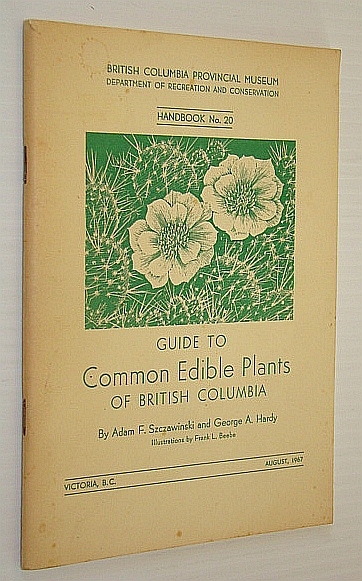 BRITISH COLUMBIA PROVINCIAL MUSEUM
DEPARTMENT OF RECREATION AND CONSERVATION
HANDBOOK No. 20
GUIDE TO
Common Edible Plants
OF BRITISH COLUMBIA
By Adam F. Szczawinski and George A. Hardy
Illustrations by Frank L. Beebe
VICTORIA, B.C. AUGUST, 1967